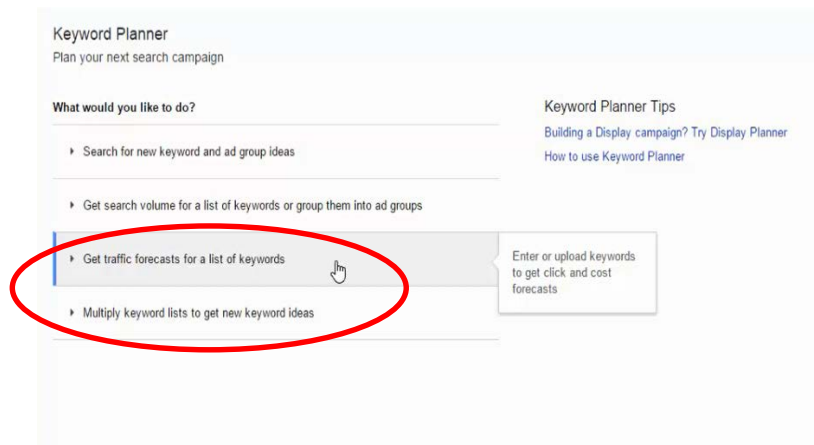 Keyword Planner
Plan your next search campaign
What would you like to do?
Search for new keyword and ad group ideas
Get search volume for a list of keywords or group them into ad groups
Get traffic forecasts for a list of keywords
Multiply keyword lists to get new keyword ideas
Enter or upload keywords
to get click and cost
forecasts
Keyword Planner Tips
Building a Display campaign? Try Display Planner
How to use Keyword Planner